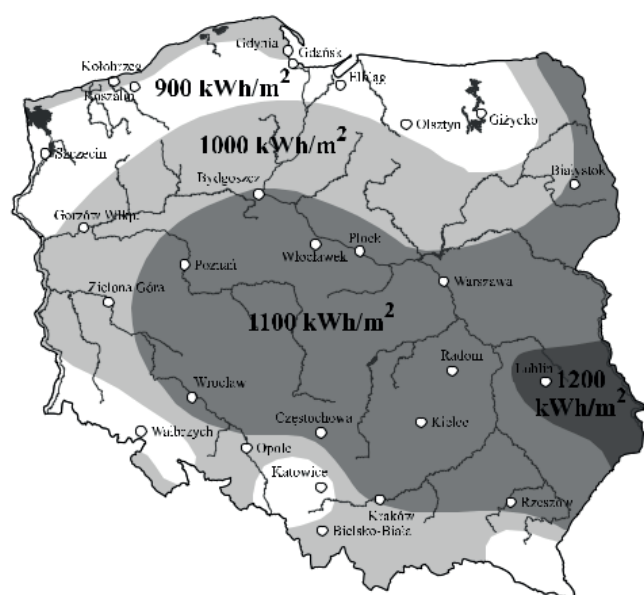 Gdynia
Gdańsk
Kołobrzeg
Koszalin
900 kWh/m²
Elbląg
Olsztyn
Giżycko
1000 kWh/m²
Szczecin
Bydgoszcz
Białystok
Gorzów Wlkp.
Płock
Włocławek
Poznań
Warszawa
Zielona Góra
1100 kWh/m²
Radom
Lublin
1200
kWh/m²
Wrocław
Kielce
Częstochowa
Wałbrzych
Opole
Katowice
Rzeszów
Kraków
Bielsko-Biała